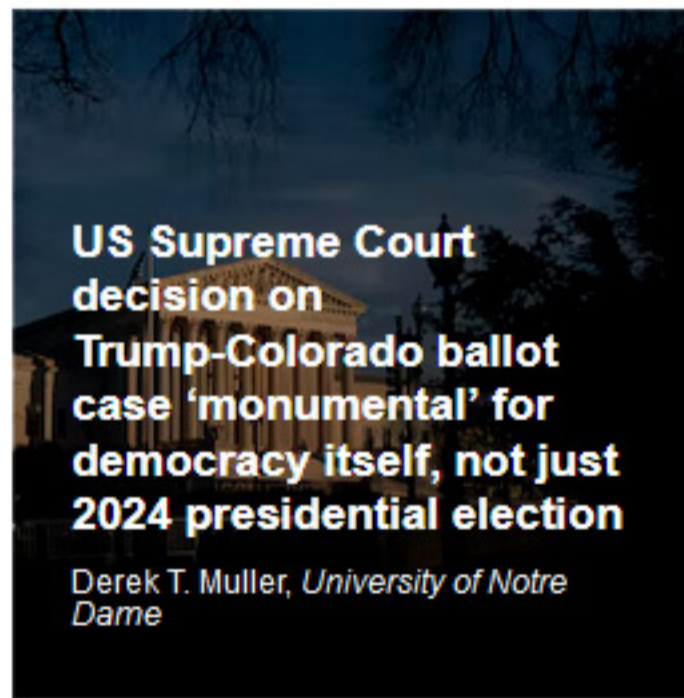 US Supreme Court
decision on
Trump-Colorado ballot
case ‘monumental’ for
democracy itself, not just
2024 presidential election
Derek T. Muller, University of Notre
Dame